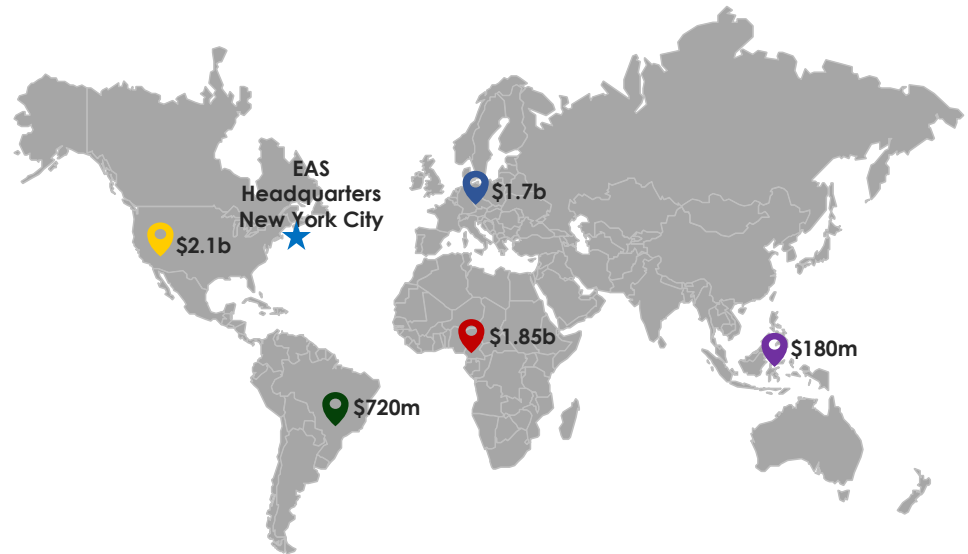 EAS
Headquarters
New York City
$1.7b
$2.1b
$1.85b
$180m
$720m